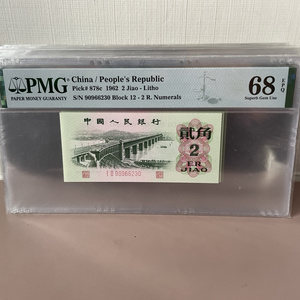 PMG
PAPER MONEY GUARANTY
China / People's Republic
Pick# 878c 1962 2 Jiao - Litho
S/N 90966230 Block 12 - 2 R. Numerals
68 EPQ
Superb Gem Unc
中国人民银行
贰角
2
ER
JIAO
I II 90966230